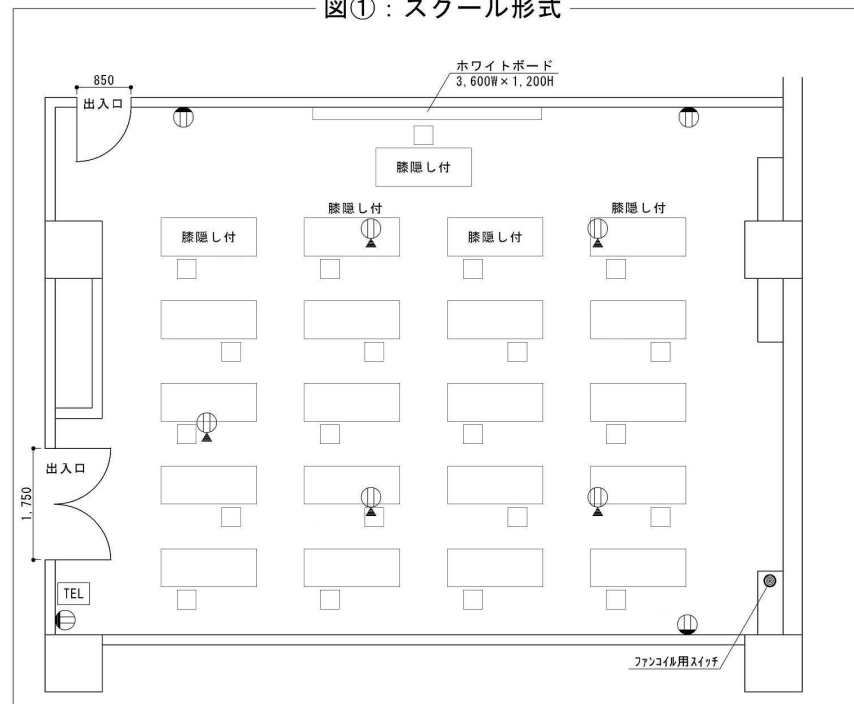 図①:スクール形式
ホワイトボード
3,600W×1,200H
850
出入口
膝隠し付
膝隠し付
膝隠し付
膝隠し付
膝隠し付
出入口
1,750
TEL
ファンコイル用スイッチ